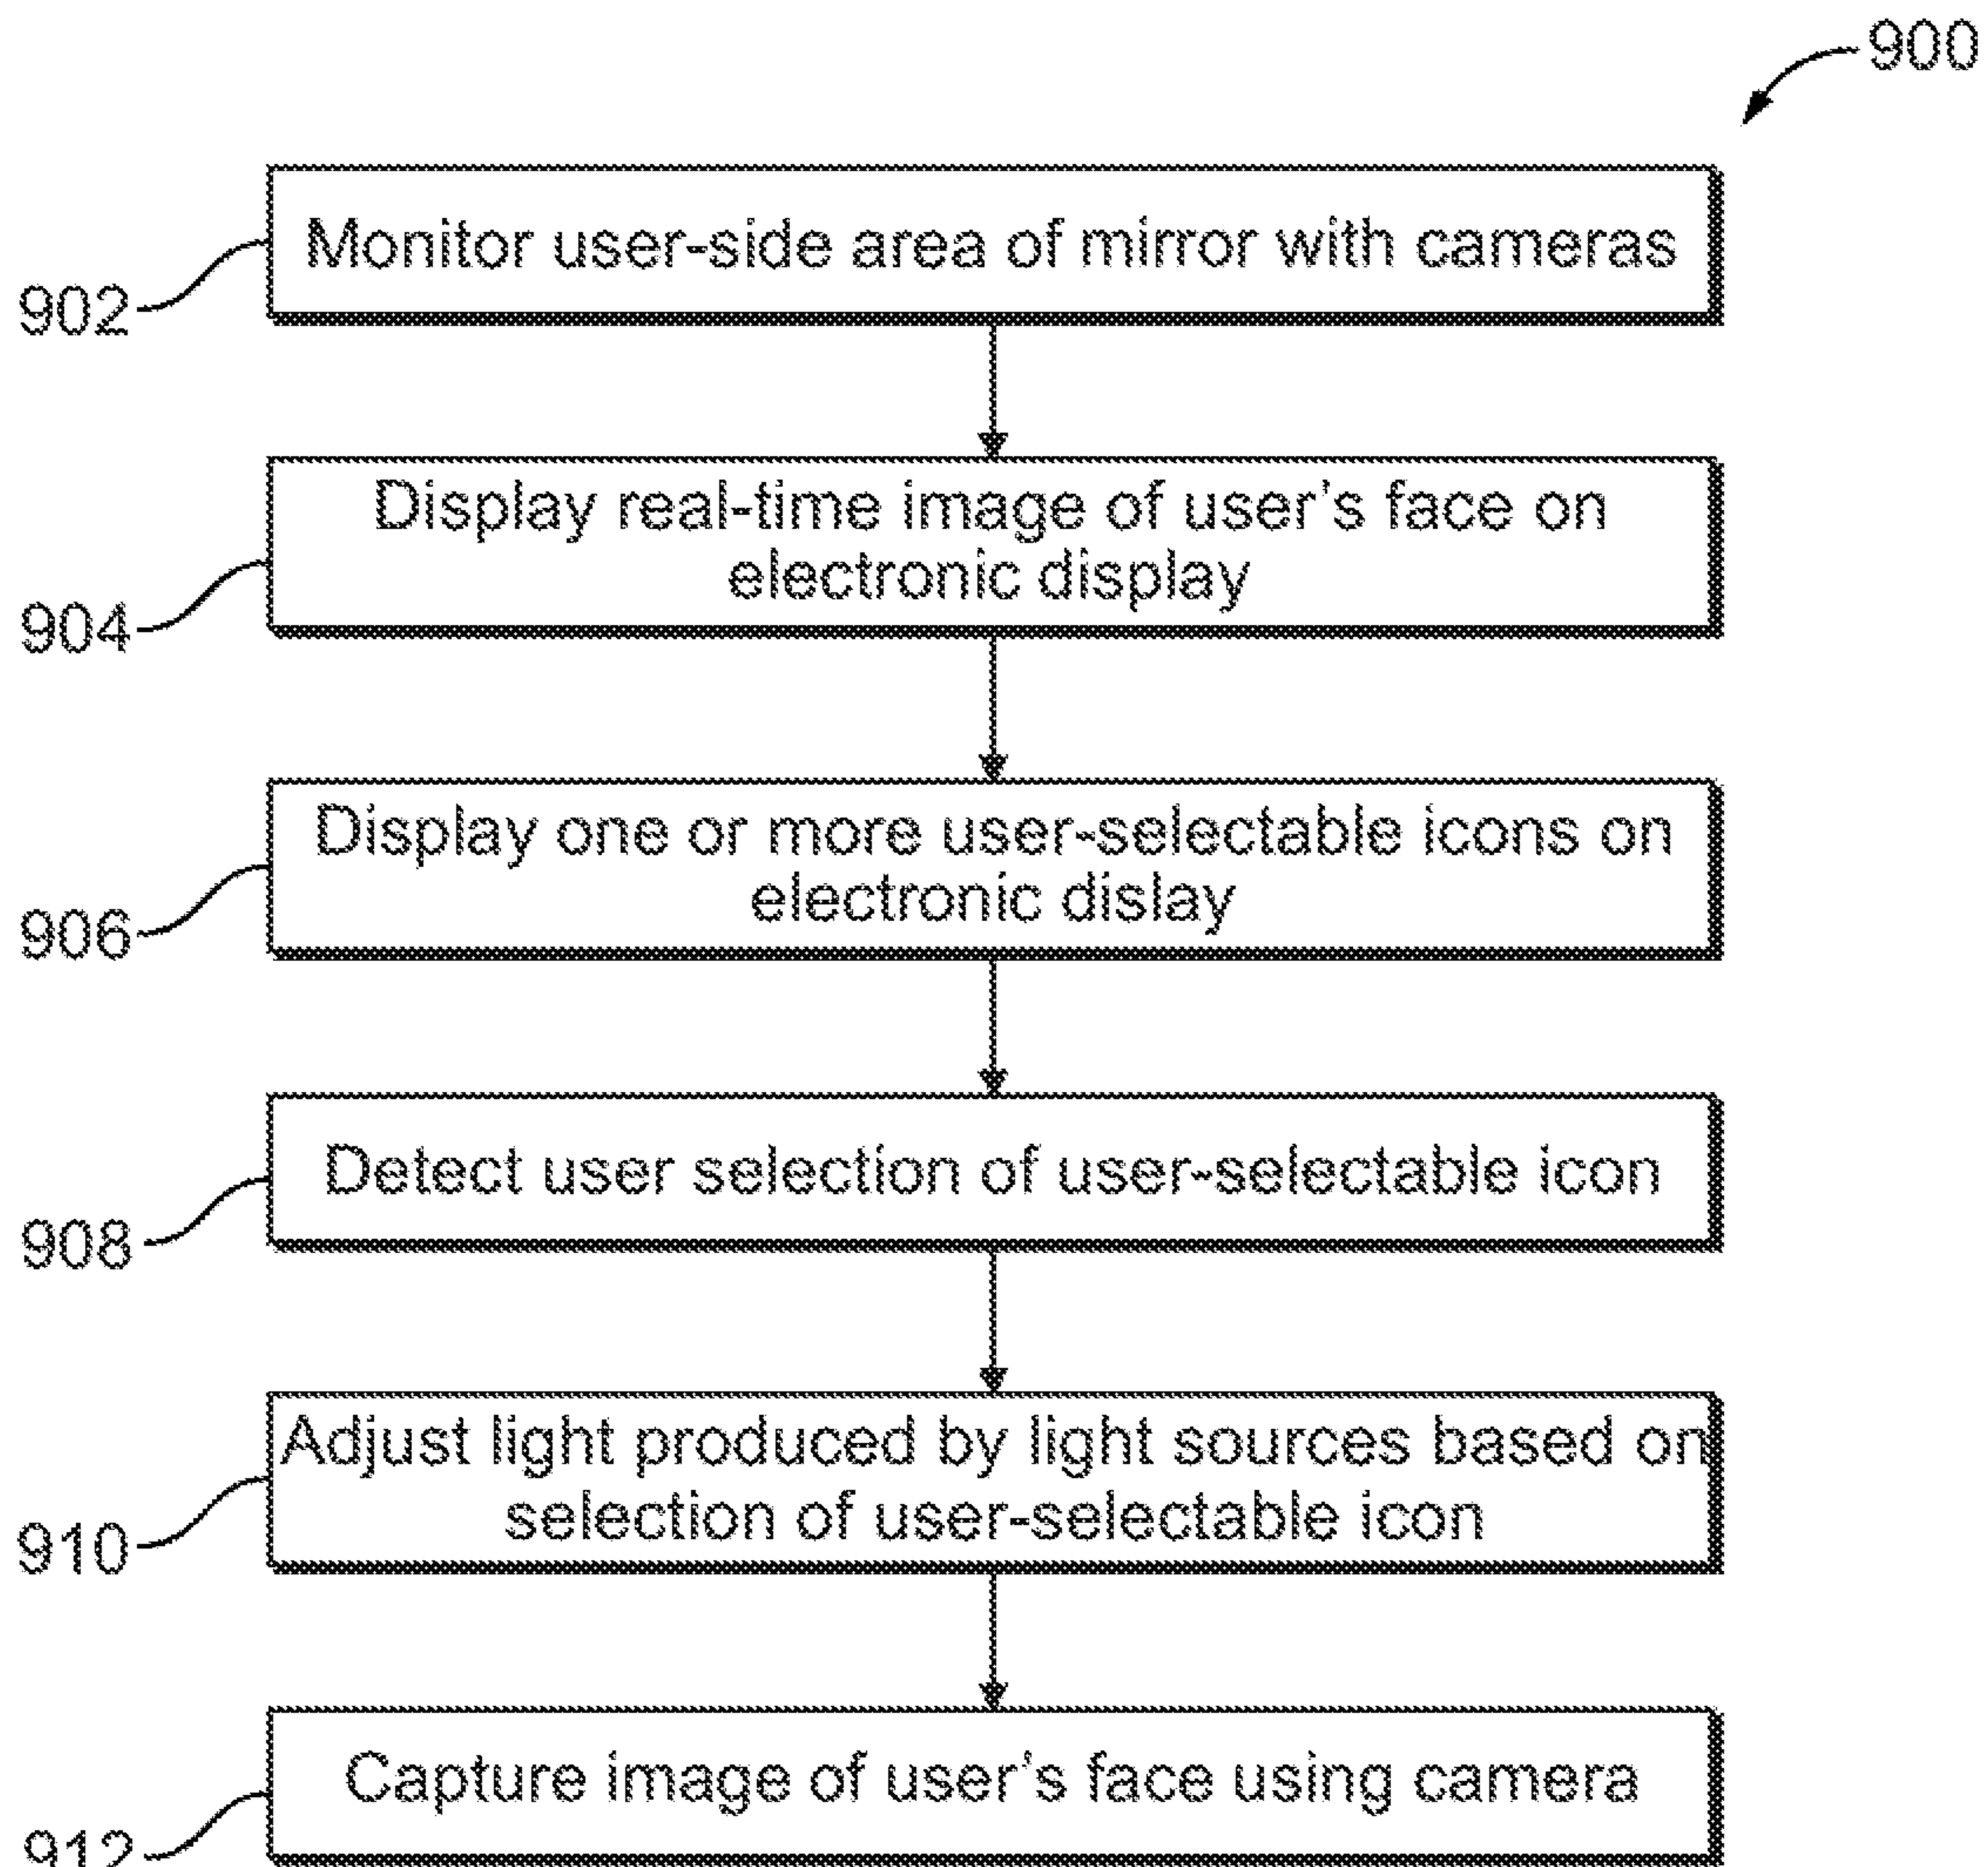 900
Monitor user-side area of mirror with cameras
902
Display real-time image of user's face on
electronic display
904
Display one or more user-selectable icons on
electronic dislay
906
Detect user selection of user-selectable icon
908
Adjust light produced by light sources based on
selection of user-selectable icon
910
Capture image of user's face using camera
912